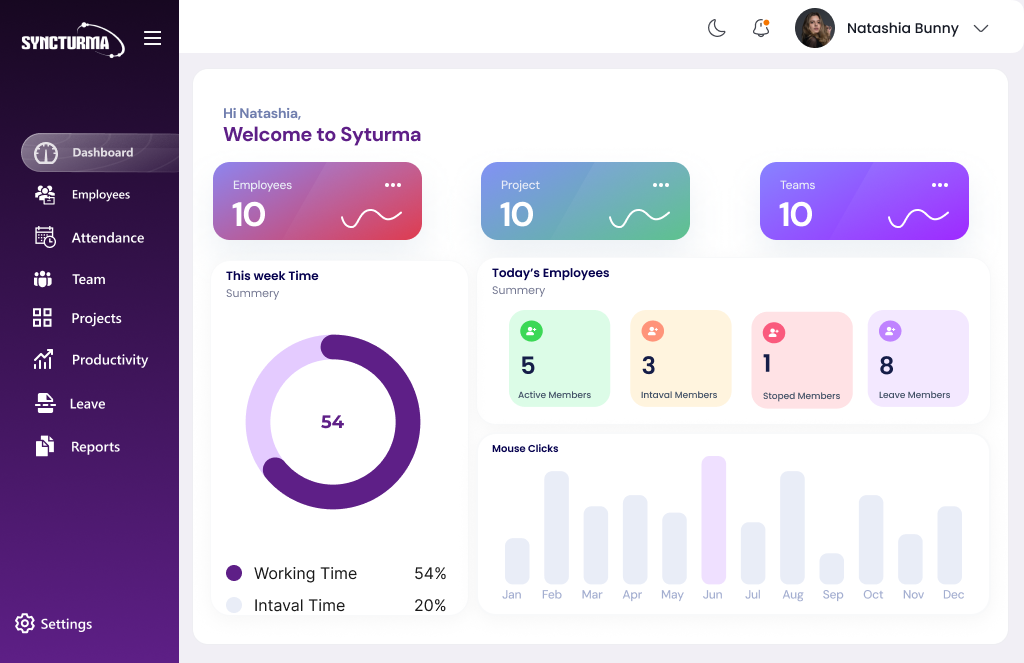 SYNCTURMA
Natashia Bunny
Dashboard
Employees
Attendance
Team
Projects
Productivity
Leave
Reports
Settings
Hi Natashia,
Welcome to Syturma
Employees
10
Project
10
Teams
10
This week Time
Summery
54
Working Time 54%
Intaval Time 20%
Today's Employees
Summery
5
Active Members
3
Intaval Members
1
Stoped Members
8
Leave Members
Mouse Clicks
Jan Feb Mar Apr May Jun Jul Aug Sep Oct Nov Dec